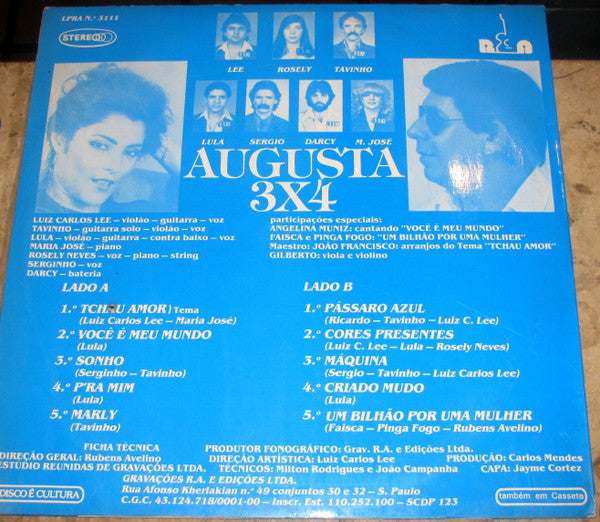 LPRA N.º 3111
STEREO
R E A
LEE ROSELY TAVINHO
LULA SERGIO DARCY M. JOSÉ
AUGUSTA
3X4
LUIZ CARLOS LEE – violão – guitarra – voz
TAVINHO – guitarra solo – violão – voz
LULA – violão – guitarra – contra baixo – voz
MARIA JOSÉ – piano
ROSELY NEVES – voz – piano – string
SERGINHO – voz
DARCY – bateria
participações especiais:
ANGELINA MUNIZ: cantando "VOCÊ É MEU MUNDO"
FAISCA e PINGA FOGO: "UM BILHÃO POR UMA MULHER"
Maestro: JOÃO FRANCISCO: arranjos do Tema "TCHAU AMOR"
GILBERTO: viola e violino
LADO A
1.º TCHAU AMOR) Tema
(Luiz Carlos Lee – Maria José)
2.º VOCÊ É MEU MUNDO
(Lula)
3.º SONHO
(Serginho – Tavinho)
4.º P'RA MIM
(Lula)
5.º MARLY
(Tavinho)
LADO B
1.º PÁSSARO AZUL
(Ricardo – Tavinho – Luiz C. Lee)
2.º CORES PRESENTES
(Luiz C. Lee – Lula – Rosely Neves)
3.º MÁQUINA
(Sergio – Tavinho – Luiz Carlos Lee)
4.º CRIADO MUDO
(Lula)
5.º UM BILHÃO POR UMA MULHER
(Faisca – Pinga Fogo – Rubens Avelino)
FICHA TÉCNICA PRODUTOR FONOGRÁFICO: Grav. R.A. e Edições Ltda.
DIREÇÃO GERAL: Rubens Avelino DIREÇÃO ARTÍSTICA: Luiz Carlos Lee PRODUÇÃO: Carlos Mendes
ESTUDIO REUNIDAS DE GRAVAÇÕES LTDA. TÉCNICOS: Milton Rodrigues e João Campanha CAPA: Jayme Cortez
GRAVAÇÕES R.A. E EDIÇÕES LTDA.
Rua Afonso Kherlakian n.º 49 conjuntos 30 e 32 – S. Paulo
C.G.C. 43.124.718/0001-00 – Inscr. Est. 110.252.100 – SCDP 123
DISCO É CULTURA
também em Cassete